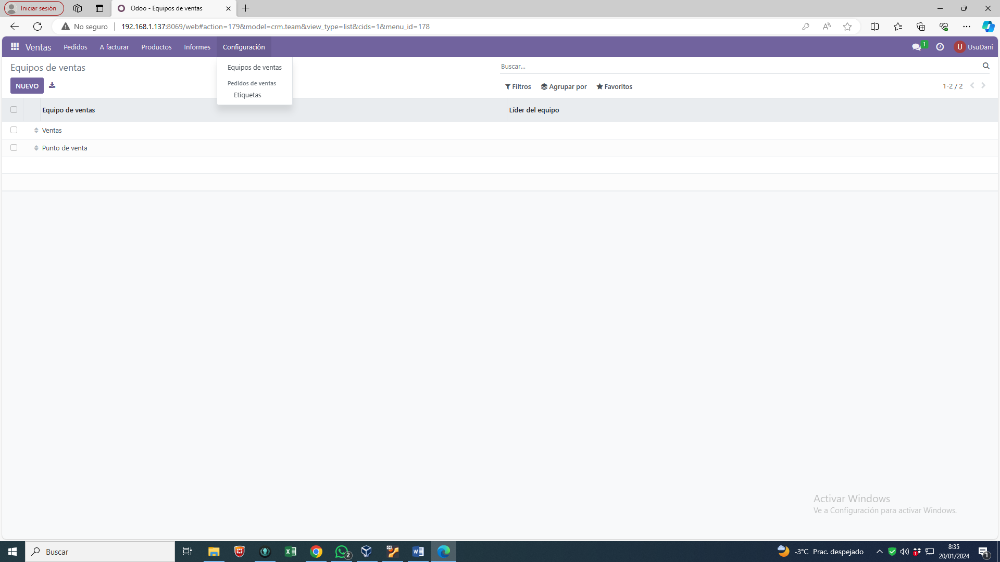 Iniciar sesión
Odoo - Equipos de ventas
No seguro
192.168.1.137:8069/web#action=179&model=crm.team&view_type=list&cids=1&menu_id=178
Ventas Pedidos A facturar Productos Informes Configuración
1
U UsuDani
Equipos de ventas
Equipos de ventas
Buscar...
NUEVO
Pedidos de ventas
Etiquetas
Filtros Agrupar por Favoritos
1-2 / 2
Equipo de ventas Líder del equipo
Ventas
Punto de venta
Activar Windows
Ve a Configuración para activar Windows.
Buscar
2
-3°C Prac. despejado
8:35
20/01/2024
1